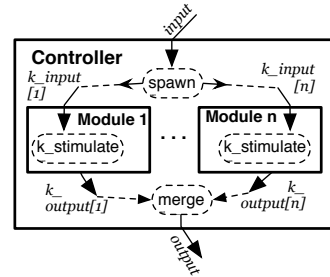 input
Controller
k_input
[1]
spawn
k_input
[n]
Module 1
k_stimulate
. . .
Module n
k_stimulate
k_
output[1]
merge
k_
output[n]
output